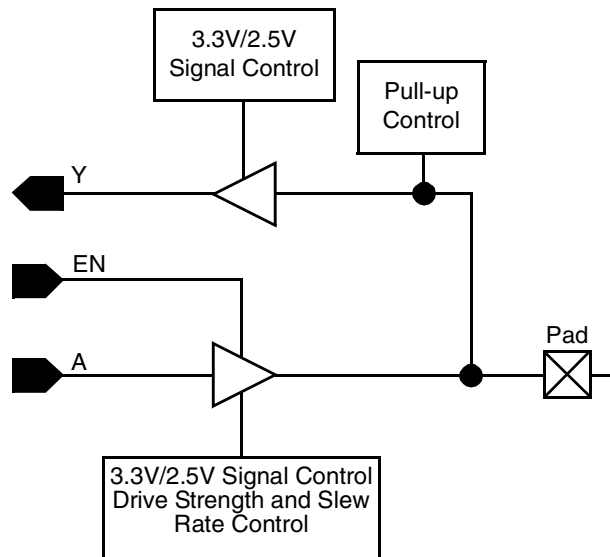 3.3V/2.5V
Signal Control
Pull-up
Control
Y
EN
A
Pad
3.3V/2.5V Signal Control
Drive Strength and Slew
Rate Control